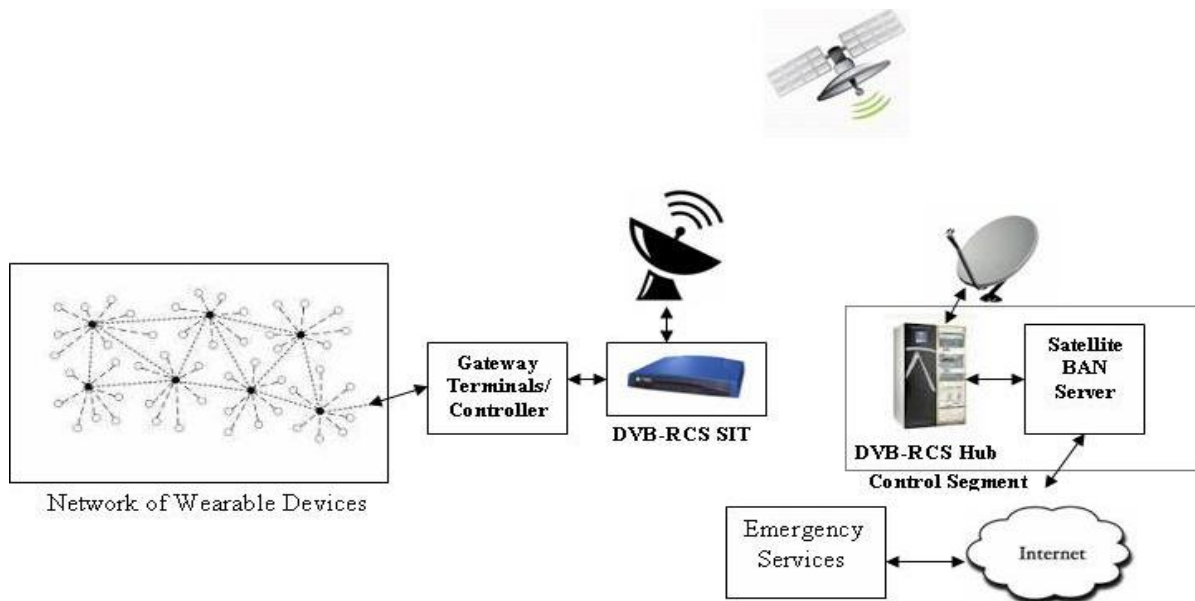 Gateway
Terminals/
Controller
DVB-RCS SIT
Network of Wearable Devices
Satellite
BAN
Server
DVB-RCS Hub
Control Segment
Emergency
Services
Internet